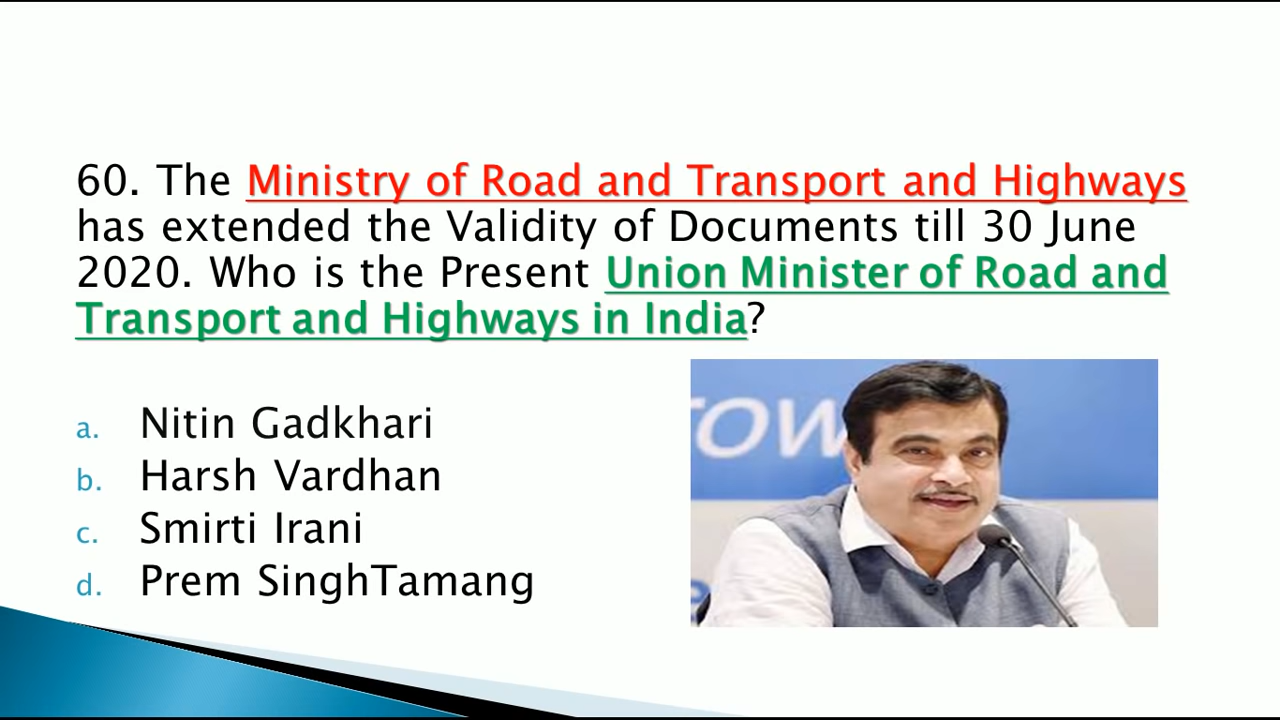 60. The Ministry of Road and Transport and Highways
has extended the Validity of Documents till 30 June
2020. Who is the Present Union Minister of Road and
Transport and Highways in India?
a. Nitin Gadkhari
b. Harsh Vardhan
c. Smirti Irani
d. Prem SinghTamang
row